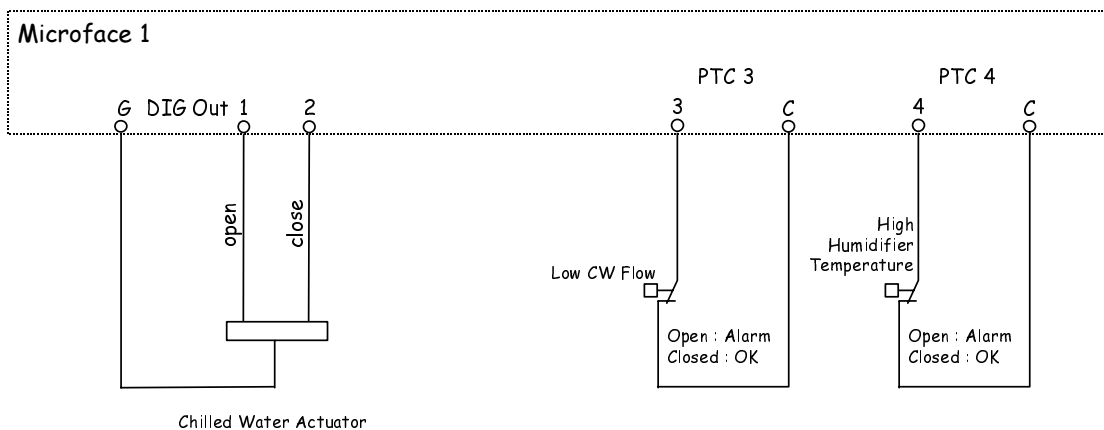 Microface 1
PTC 3
PTC 4
G DIG Out 1 2
3 C 4 C
open
close
High
Humidifier
Temperature
Low CW Flow
Open : Alarm
Closed : OK
Open : Alarm
Closed : OK
Chilled Water Actuator